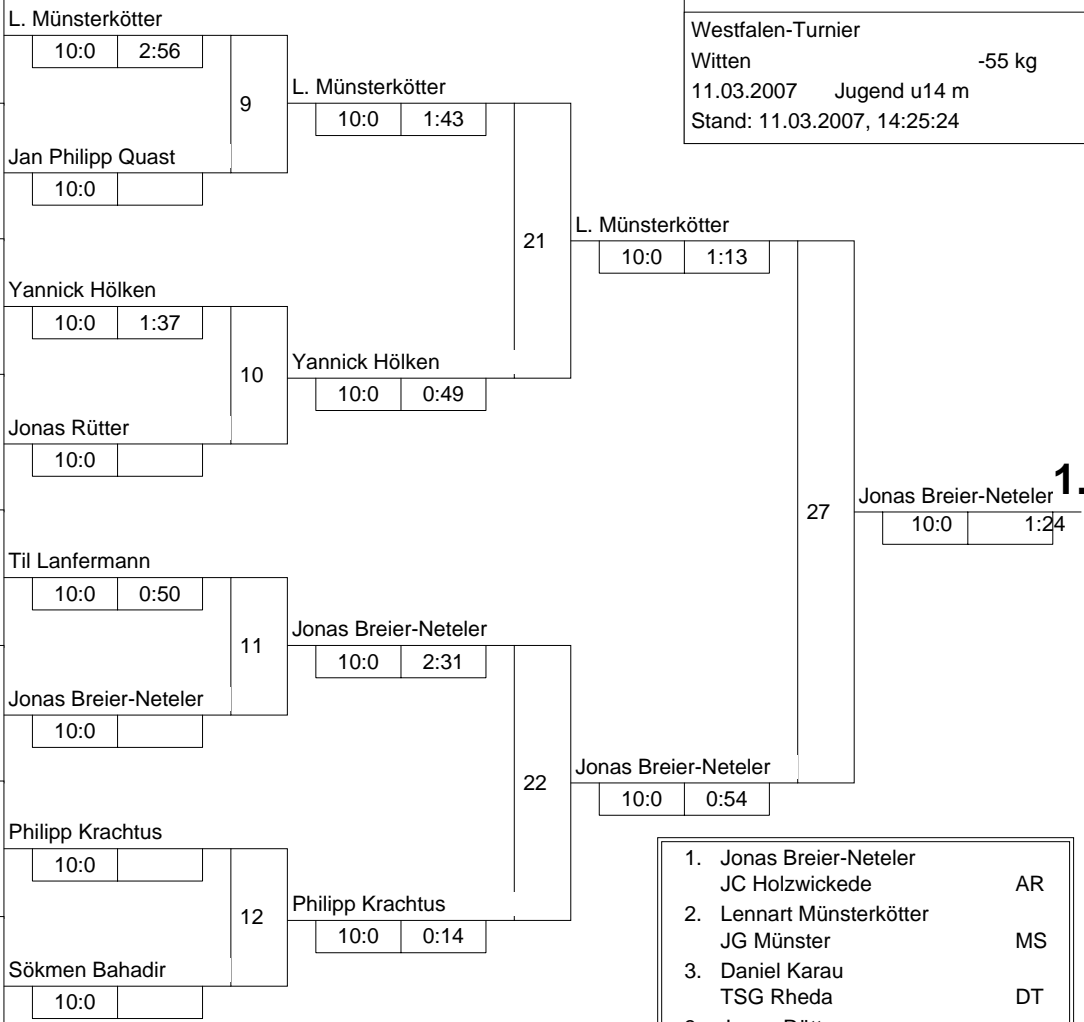 L. Münsterkötter
10:0 2:56
9
Jan Philipp Quast
10:0
Yannick Hölken
10:0 1:37
10
Jonas Rütter
10:0
Til Lanfermann
10:0 0:50
11
Jonas Breier-Neteler
10:0
Philipp Krachtus
10:0
12
Sökmen Bahadir
10:0
L. Münsterkötter
10:0 1:43
21
Yannick Hölken
10:0 0:49
Jonas Breier-Neteler
10:0 2:31
22
Philipp Krachtus
10:0 0:14
L. Münsterkötter
10:0 1:13
27
Jonas Breier-Neteler
10:0 0:54
Jonas Breier-Neteler 1.
10:0 1:24
Westfalen-Turnier
Witten -55 kg
11.03.2007 Jugend u14 m
Stand: 11.03.2007, 14:25:24
1. Jonas Breier-Neteler
JC Holzwickede AR
2. Lennart Münsterkötter
JG Münster MS
3. Daniel Karau
TSG Rheda DT